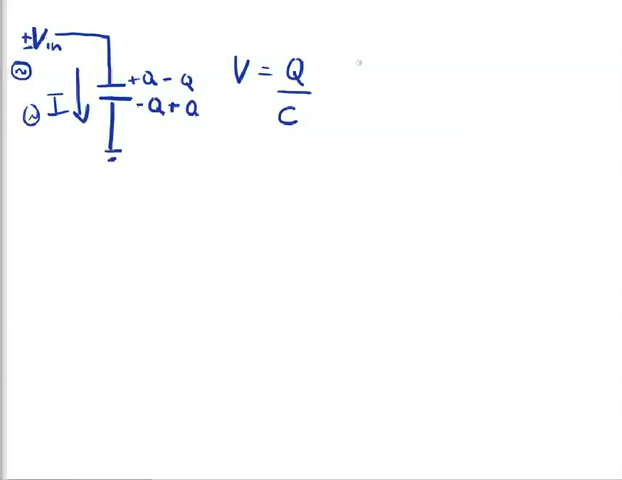 ±Vin
~
+Q - Q
~ I
-Q + Q
V = Q
C